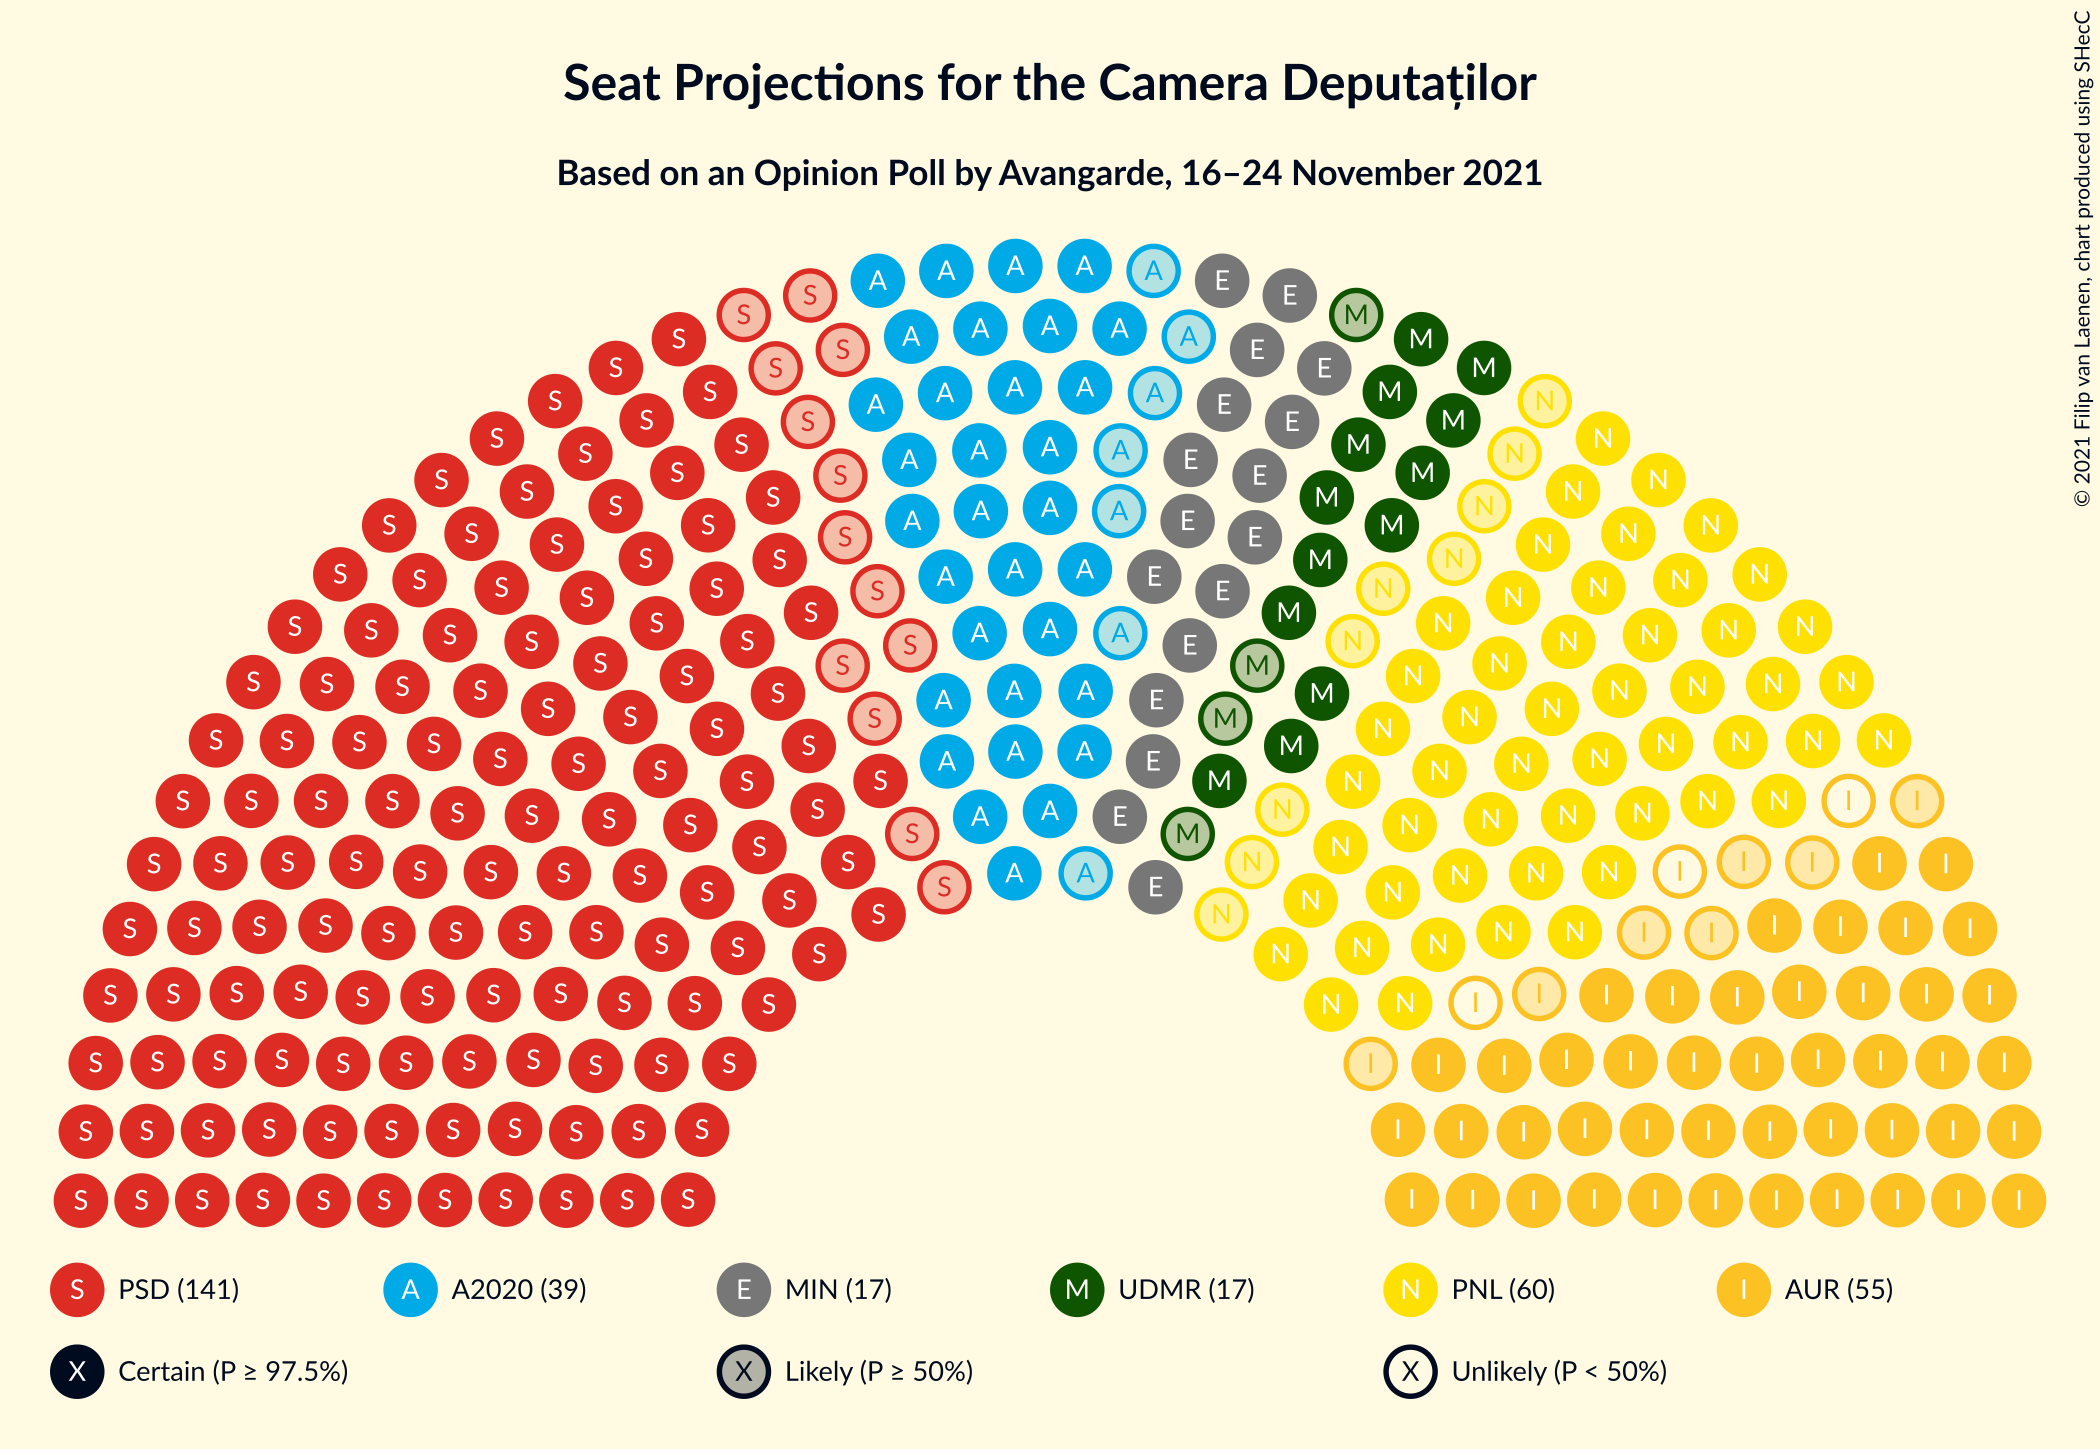 Seat Projections for the Camera Deputaților
Based on an Opinion Poll by Avangarde, 16–24 November 2021
© 2021 Filip van Laenen, chart produced using SHecC
S PSD (141)
A A2020 (39)
E MIN (17)
M UDMR (17)
N PNL (60)
I AUR (55)
X Certain (P ≥ 97.5%)
X Likely (P ≥ 50%)
X Unlikely (P < 50%)